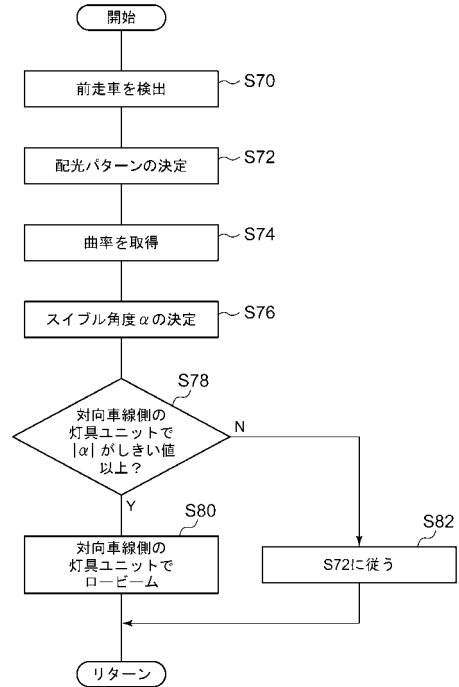 開始
前走車を検出
S70
配光パターンの決定
S72
曲率を取得
S74
スイブル角度αの決定
S76
S78
対向車線側の
灯具ユニットで
|α|がしきい値
以上？
N
Y
S80
対向車線側の
灯具ユニットで
ロービーム
S82
S72に従う
リターン